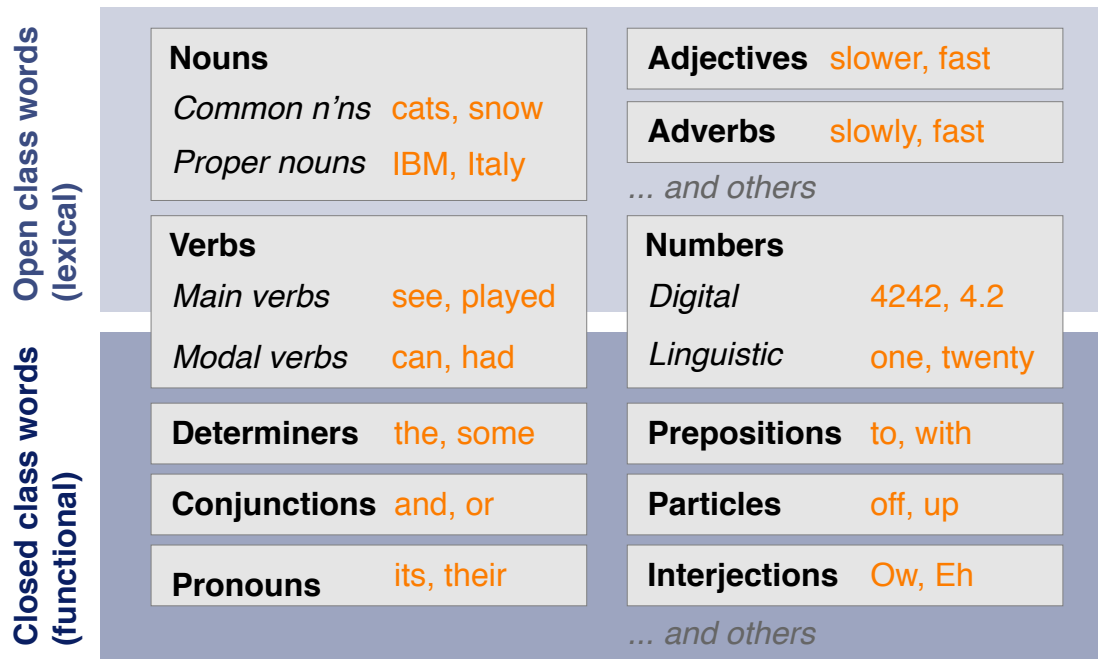 Open class words
(lexical)
Nouns
Common n'ns cats, snow
Proper nouns IBM, Italy
Adjectives slower, fast
Adverbs slowly, fast
... and others
Verbs
Main verbs see, played
Modal verbs can, had
Numbers
Digital 4242, 4.2
Linguistic one, twenty
Closed class words
(functional)
Determiners the, some
Conjunctions and, or
Pronouns its, their
Prepositions to, with
Particles off, up
Interjections Ow, Eh
... and others